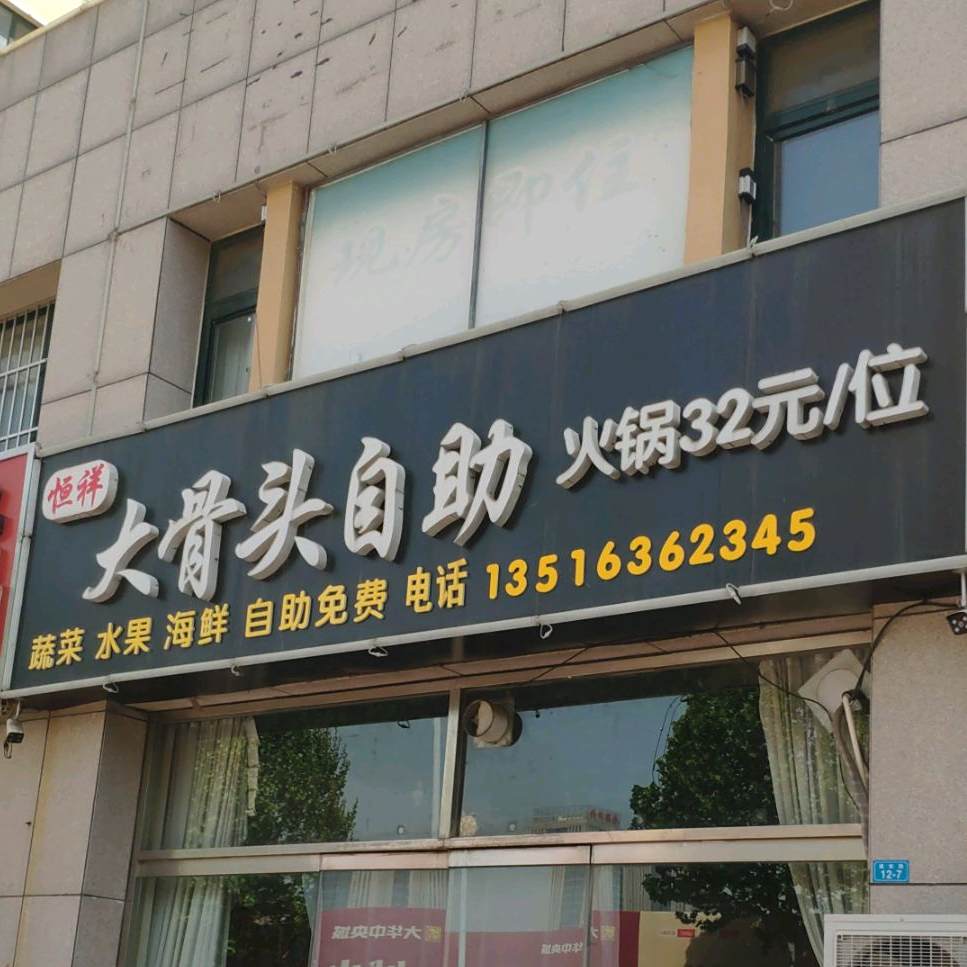 现房即住
恒祥
大骨头自助 火锅32元/位
蔬菜 水果 海鲜 自助免费 电话 13516362345
12-7